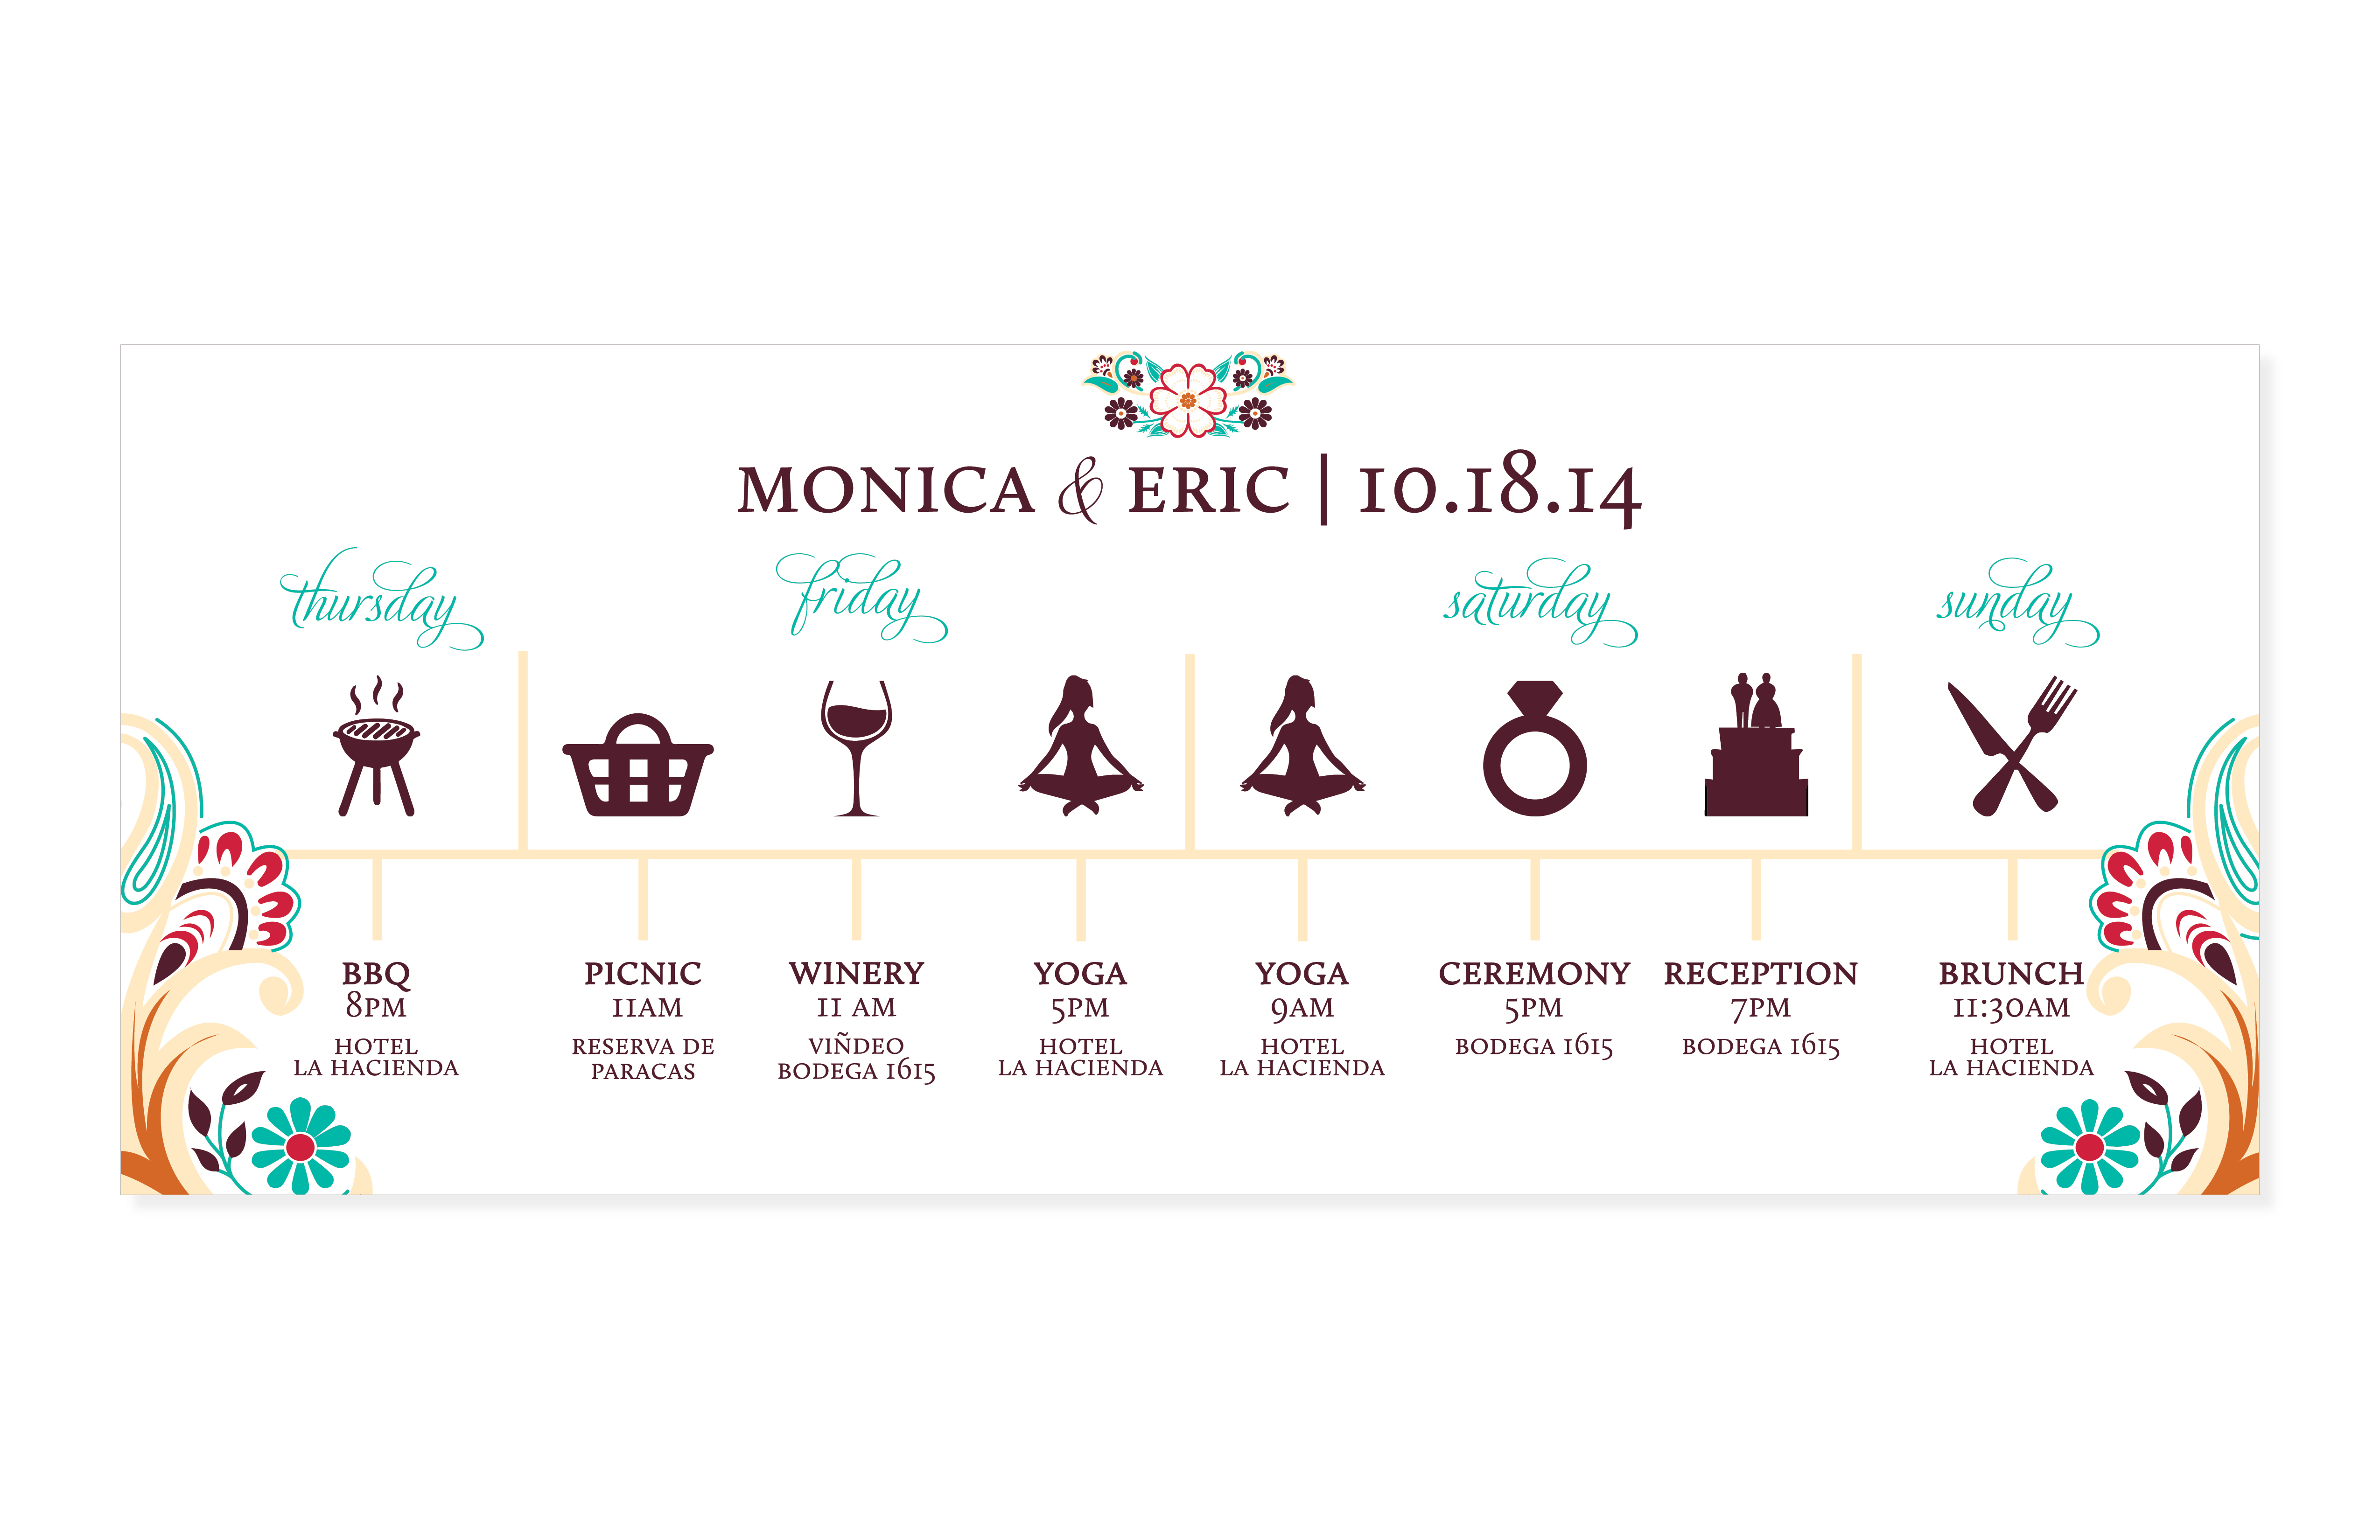 MONICA & ERIC | 10.18.14
thursday
friday
saturday
sunday
BBQ
8PM
HOTEL
LA HACIENDA
PICNIC
11AM
RESERVA DE
PARACAS
WINERY
11 AM
VIÑDEO
BODEGA 1615
YOGA
5PM
HOTEL
LA HACIENDA
YOGA
9AM
HOTEL
LA HACIENDA
CEREMONY
5PM
BODEGA 1615
RECEPTION
7PM
BODEGA 1615
BRUNCH
11:30AM
HOTEL
LA HACIENDA